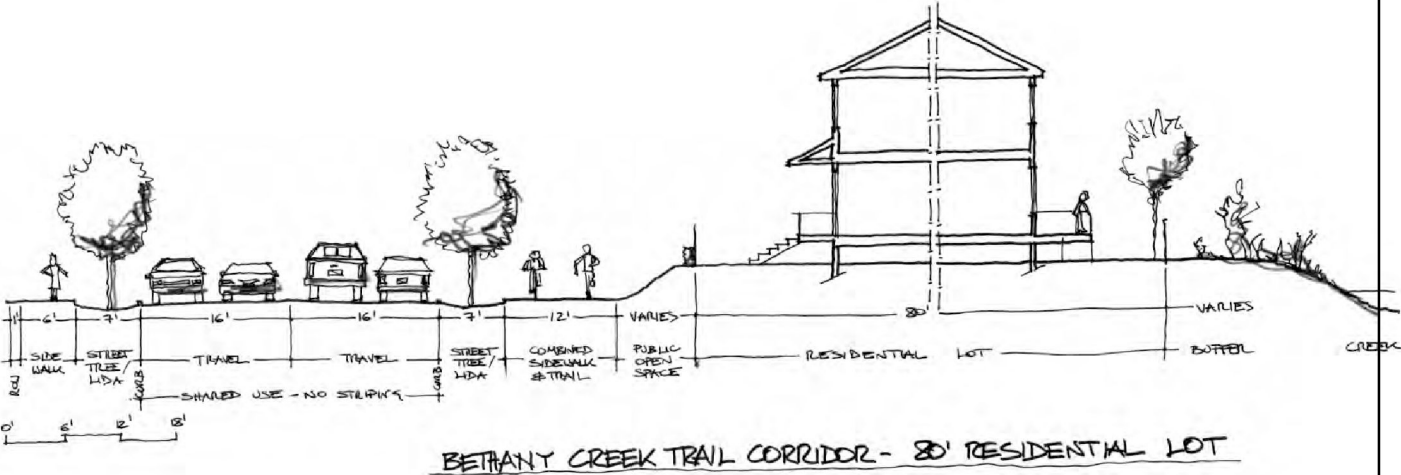 1' 6' 7' 16' 16' 7' 12' VARIES 80' VARIES
ROW
SIDE
WALK
STREET
TREE/
LIDA
CURB
TRAVEL
TRAVEL
CURB
STREET
TREE/
LIDA
COMBINED
SIDEWALK
& TRAIL
PUBLIC
OPEN
SPACE
RESIDENTIAL LOT
BUFFER
CREEK
SHARED USE - NO STRIPING
0' 6' 12' 18'
BETHANY CREEK TRAIL CORRIDOR - 80' RESIDENTIAL LOT